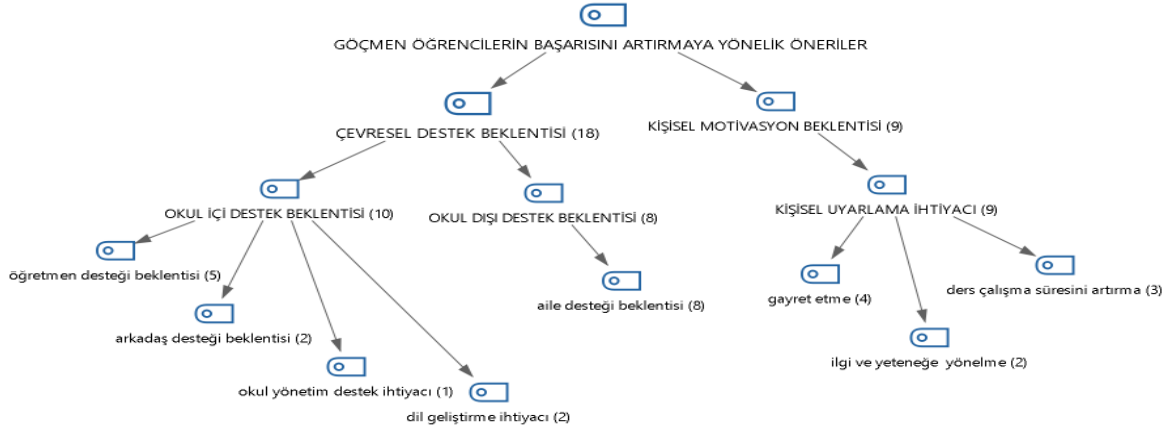 GÖÇMEN ÖĞRENCİLERİN BAŞARISINI ARTIRMAYA YÖNELİK ÖNERİLER
ÇEVRESEL DESTEK BEKLENTİSİ (18)
KİŞİSEL MOTİVASYON BEKLENTİSİ (9)
OKUL İÇİ DESTEK BEKLENTİSİ (10)
OKUL DIŞI DESTEK BEKLENTİSİ (8)
KİŞİSEL UYARLAMA İHTİYACI (9)
öğretmen desteği beklentisi (5)
arkadaş desteği beklentisi (2)
okul yönetim destek ihtiyacı (1)
dil geliştirme ihtiyacı (2)
aile desteği beklentisi (8)
gayret etme (4)
ilgi ve yeteneğe yönelme (2)
ders çalışma süresini artırma (3)